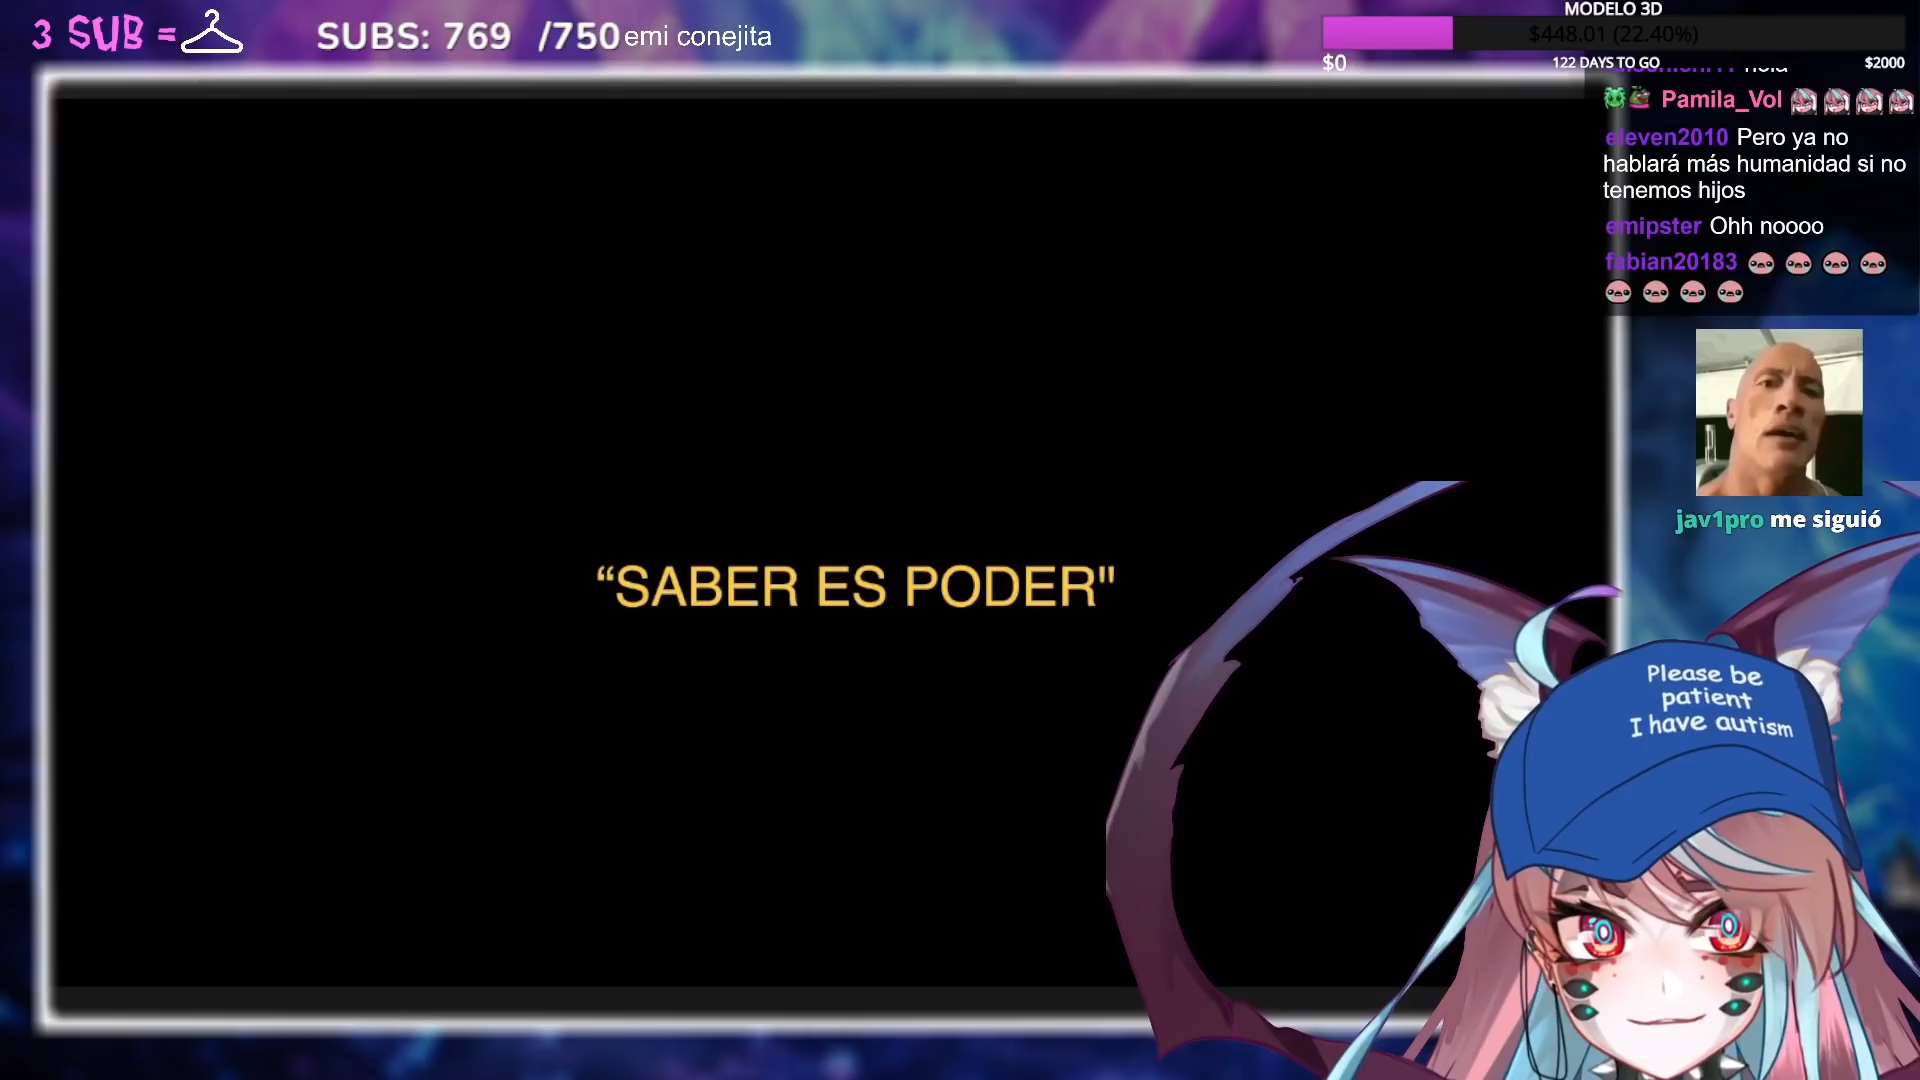 3 SUB =
SUBS: 769 /750 emi conejita
MODELO 3D
$448.01 (22.40%)
$0
122 DAYS TO GO
$2000
hola
Pamila_Vol
eleven2010 Pero ya no
hablará más humanidad si no
tenemos hijos
emipster Ohh noooo
fabian20183
jav1pro me siguió
“SABER ES PODER"
Please be
patient
I have autism